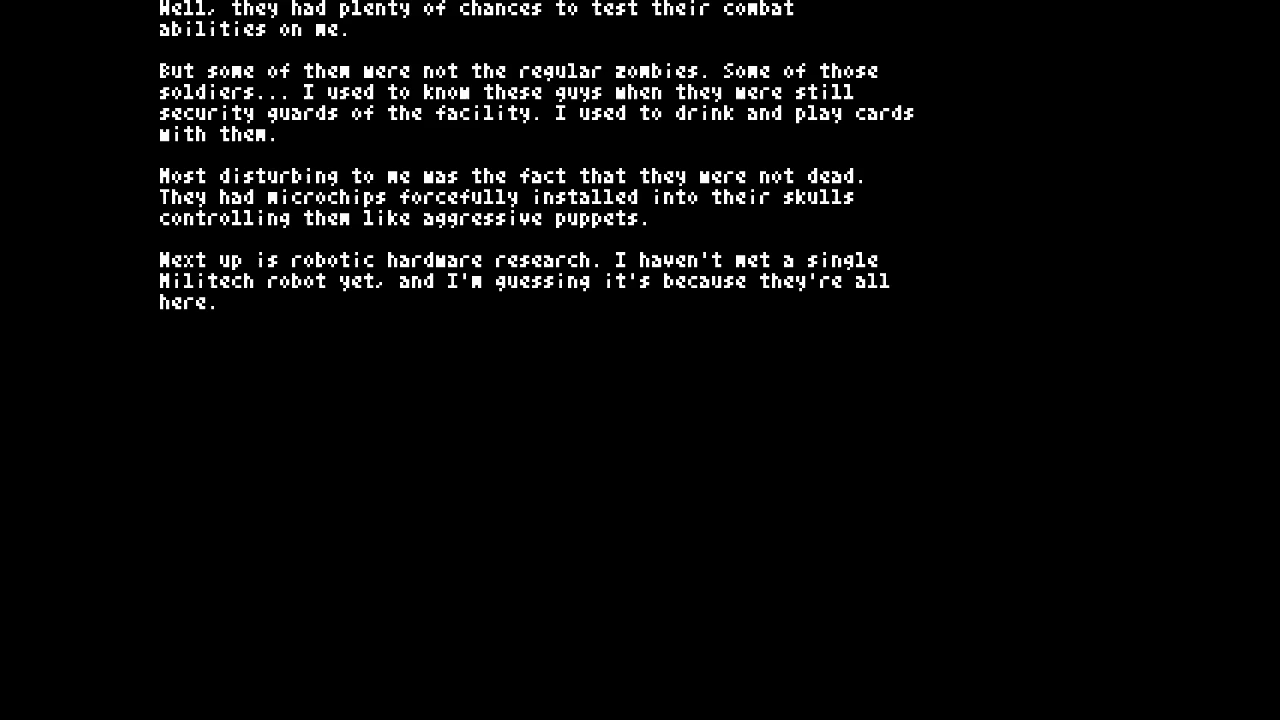 Well, they had plenty of chances to test their combat
abilities on me.
But some of them were not the regular zombies. Some of those
soldiers... I used to know these guys when they were still
security guards of the facility. I used to drink and play cards
with them.
Most disturbing to me was the fact that they were not dead.
They had microchips forcefully installed into their skulls
controlling them like aggressive puppets.
Next up is robotic hardware research. I haven't met a single
Militech robot yet, and I'm guessing it's because they're all
here.